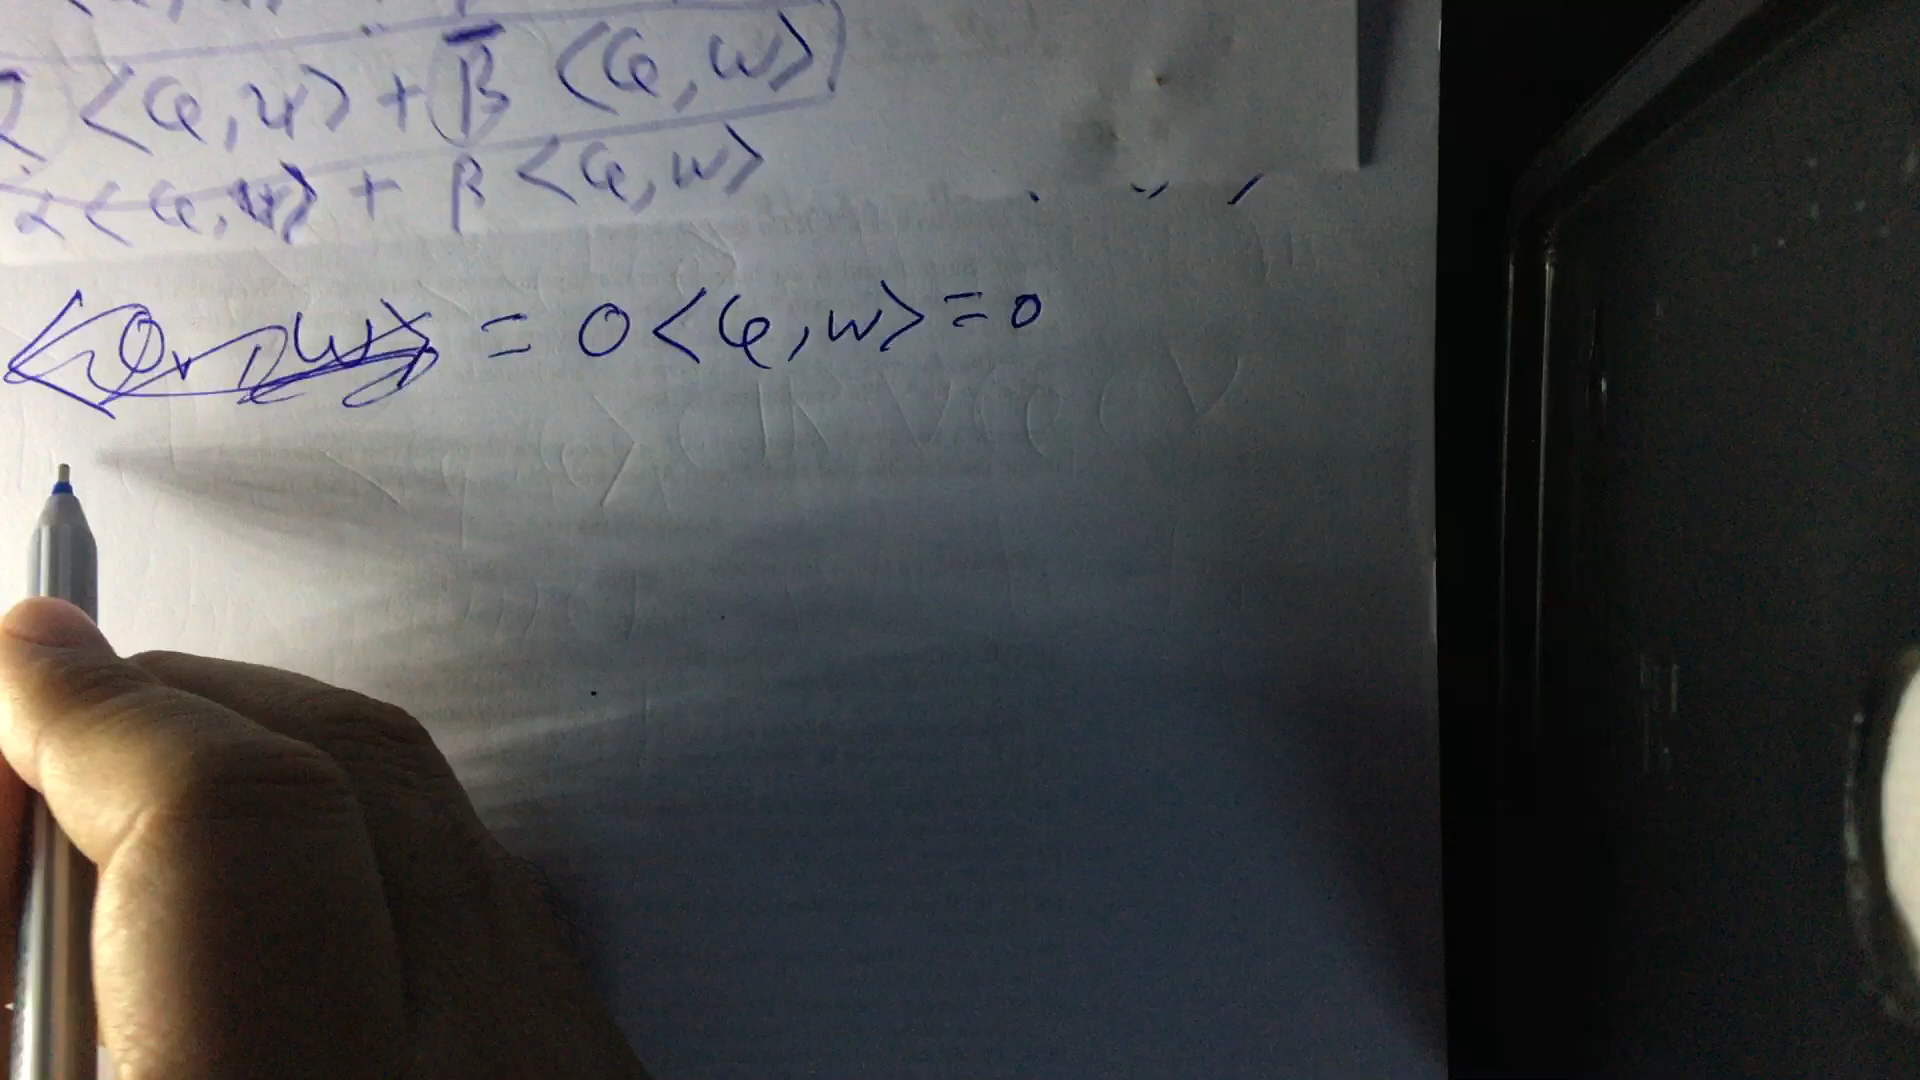 <φ,ψ> + β̅ <φ,w>
α<φ,ψ> + β <φ,w>
= 0 <φ,w> = 0